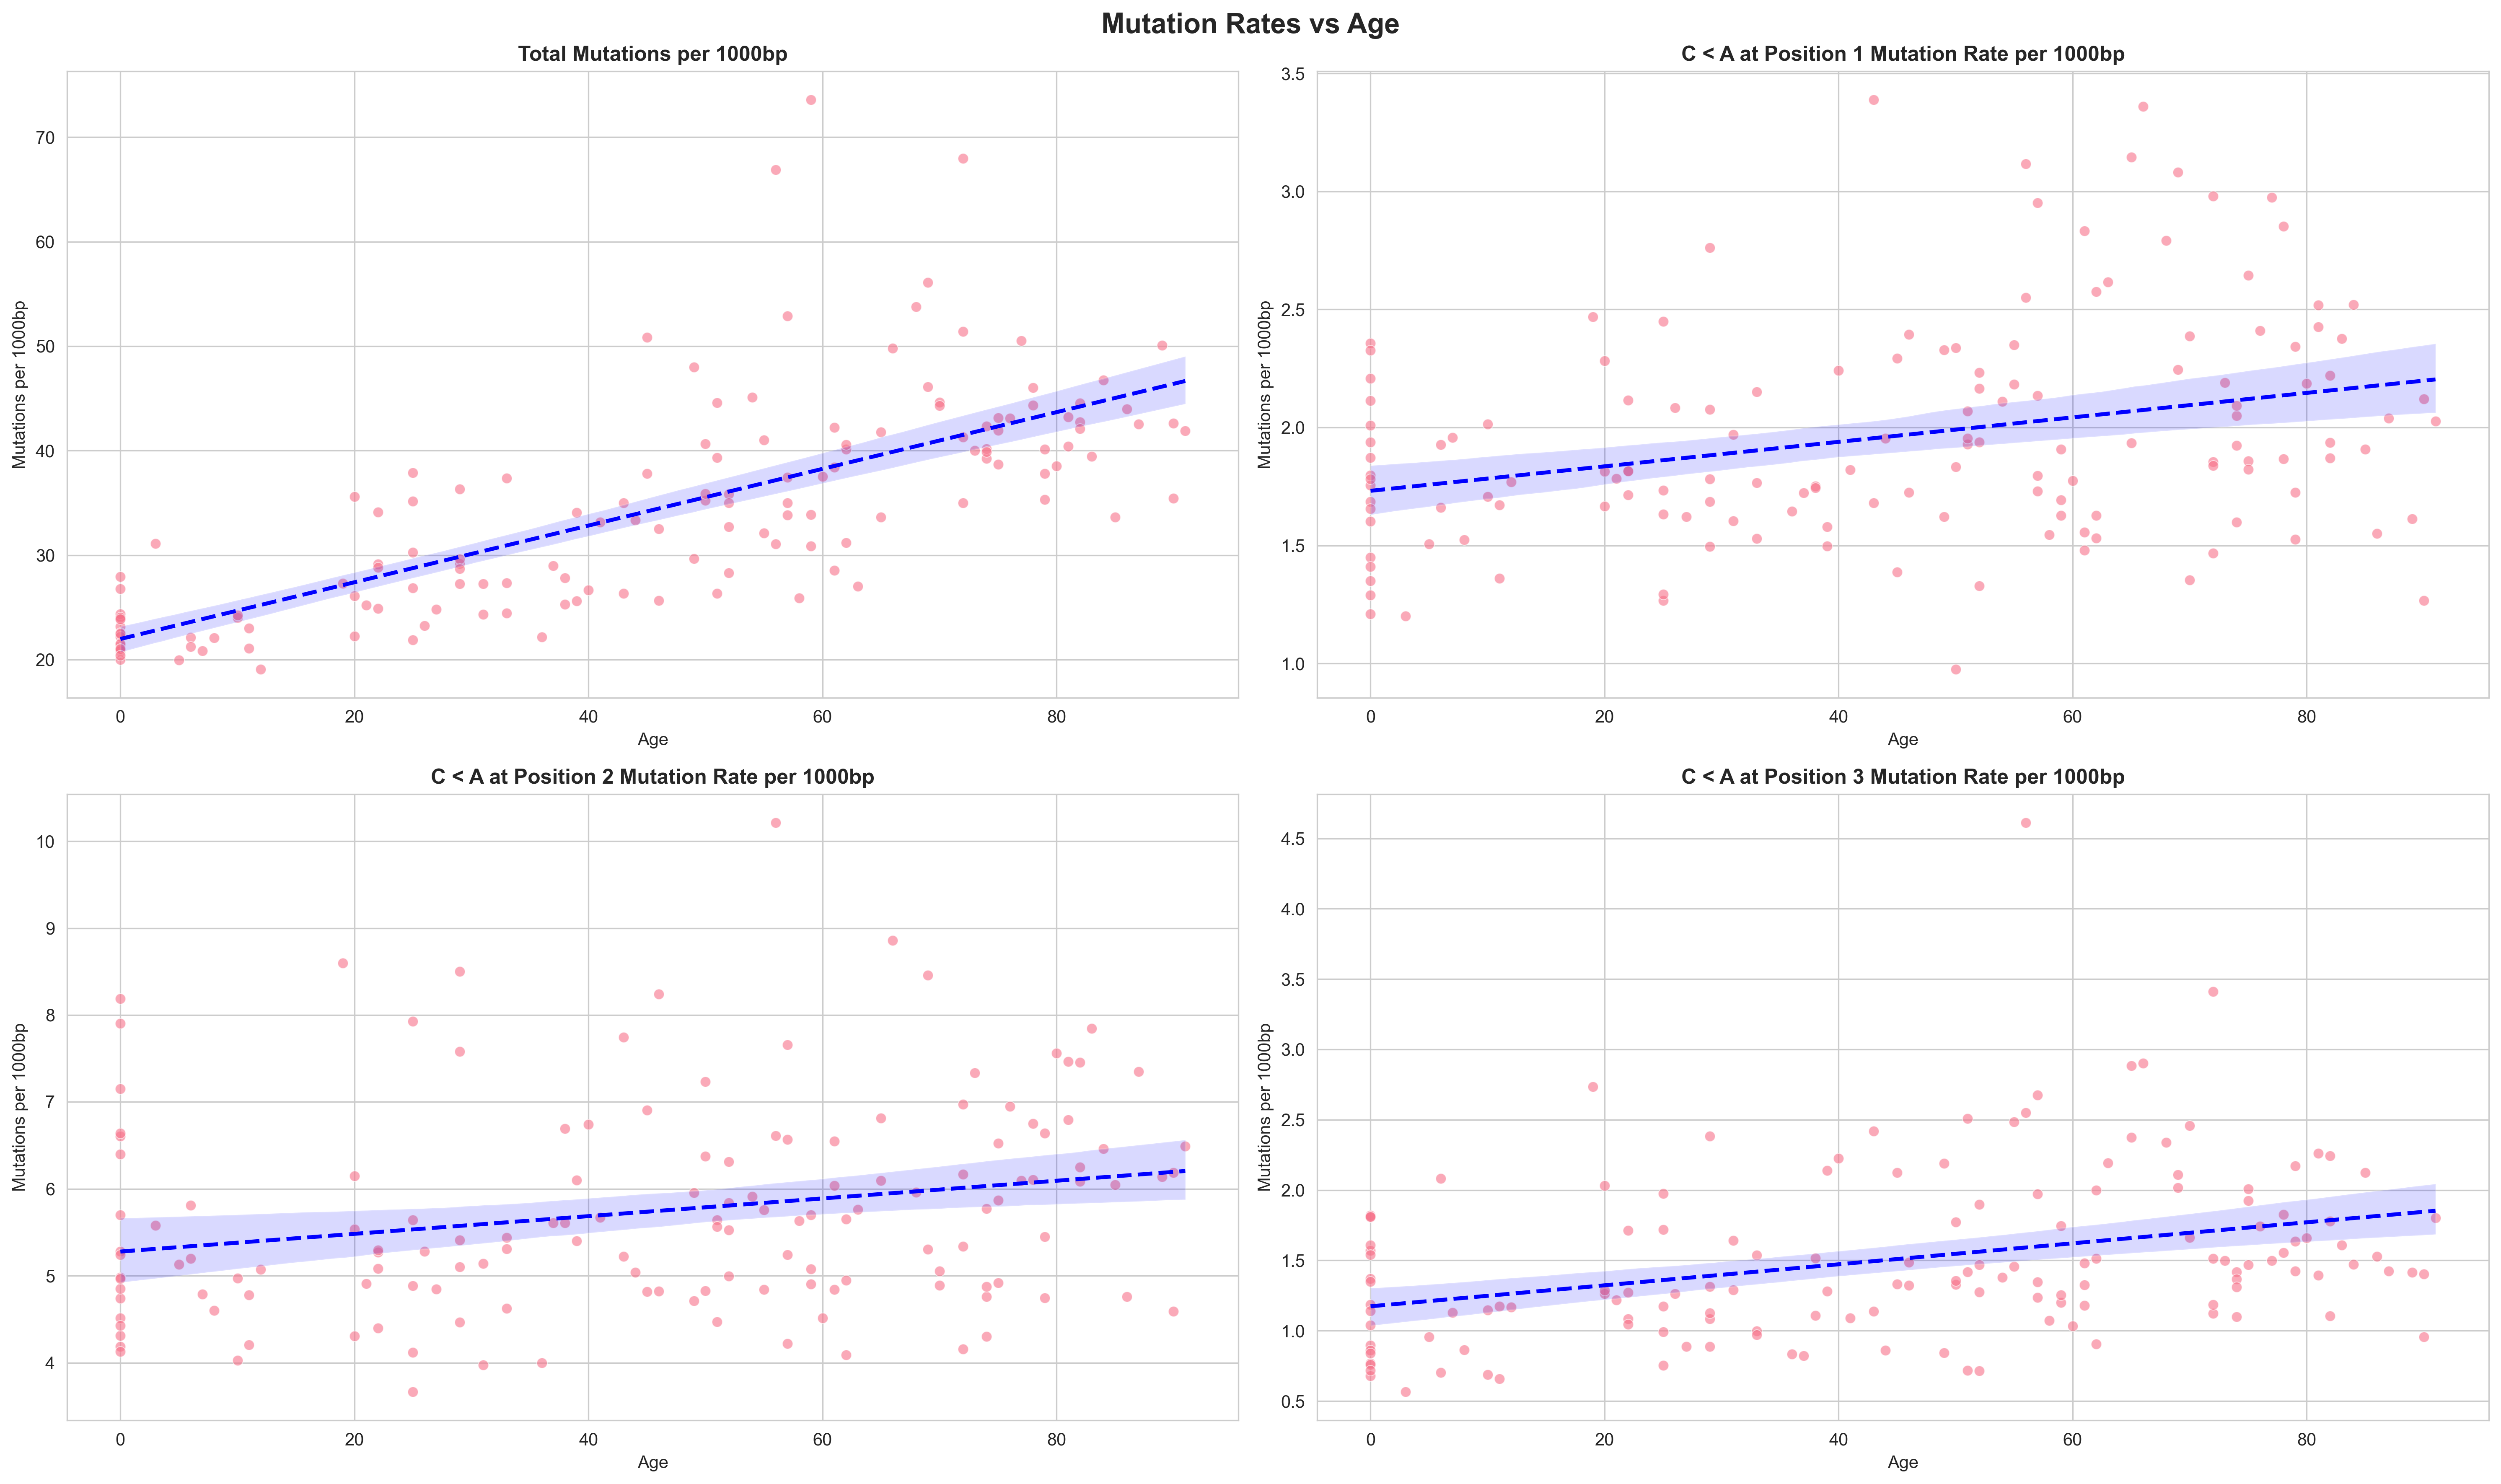 Mutation Rates vs Age
Total Mutations per 1000bp
Mutations per 1000bp
70
60
50
40
30
20
0 20 40 60 80
Age
C < A at Position 1 Mutation Rate per 1000bp
Mutations per 1000bp
3.5
3.0
2.5
2.0
1.5
1.0
0 20 40 60 80
Age
C < A at Position 2 Mutation Rate per 1000bp
Mutations per 1000bp
10
9
8
7
6
5
4
0 20 40 60 80
Age
C < A at Position 3 Mutation Rate per 1000bp
Mutations per 1000bp
4.5
4.0
3.5
3.0
2.5
2.0
1.5
1.0
0.5
0 20 40 60 80
Age